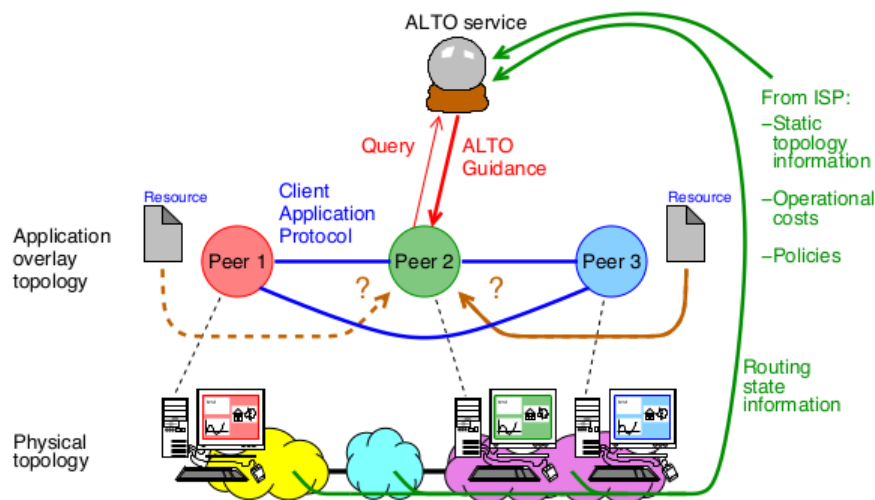 ALTO service
From ISP:
–Static
topology
information
–Operational
costs
–Policies
Query
ALTO
Guidance
Resource
Client
Application
Protocol
Resource
Application
overlay
topology
Peer 1
Peer 2
Peer 3
?
?
Routing
state
information
Physical
topology